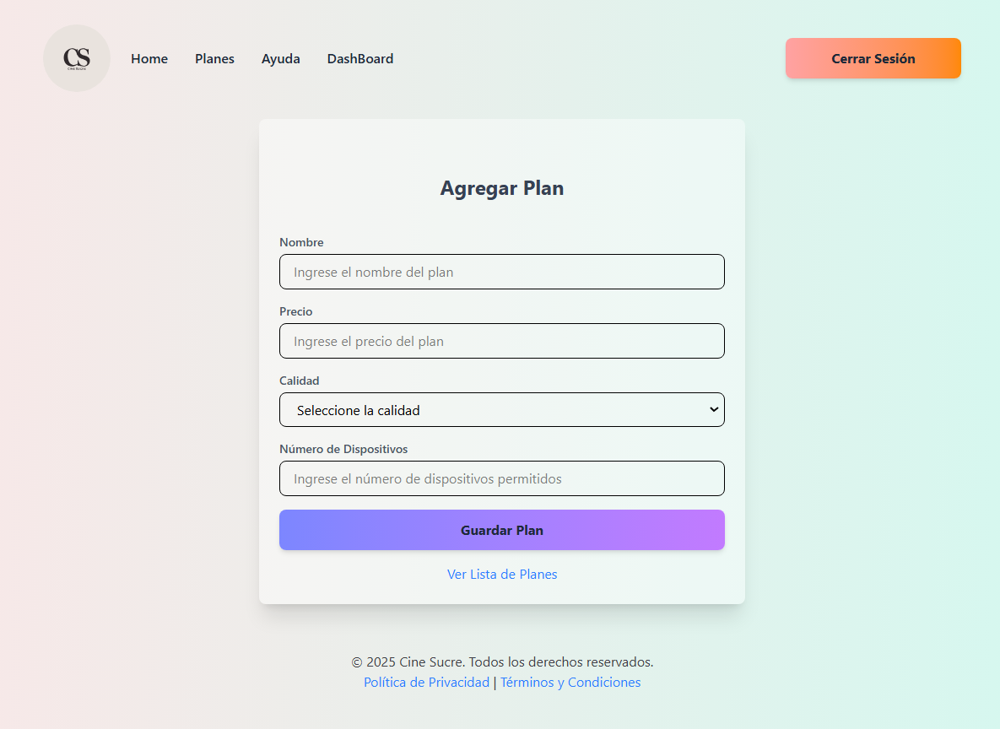 CS
Cine Sucre
Home
Planes
Ayuda
DashBoard
Cerrar Sesión
Agregar Plan
Nombre
Ingrese el nombre del plan
Precio
Ingrese el precio del plan
Calidad
Seleccione la calidad
Número de Dispositivos
Ingrese el número de dispositivos permitidos
Guardar Plan
Ver Lista de Planes
© 2025 Cine Sucre. Todos los derechos reservados.
Política de Privacidad | Términos y Condiciones